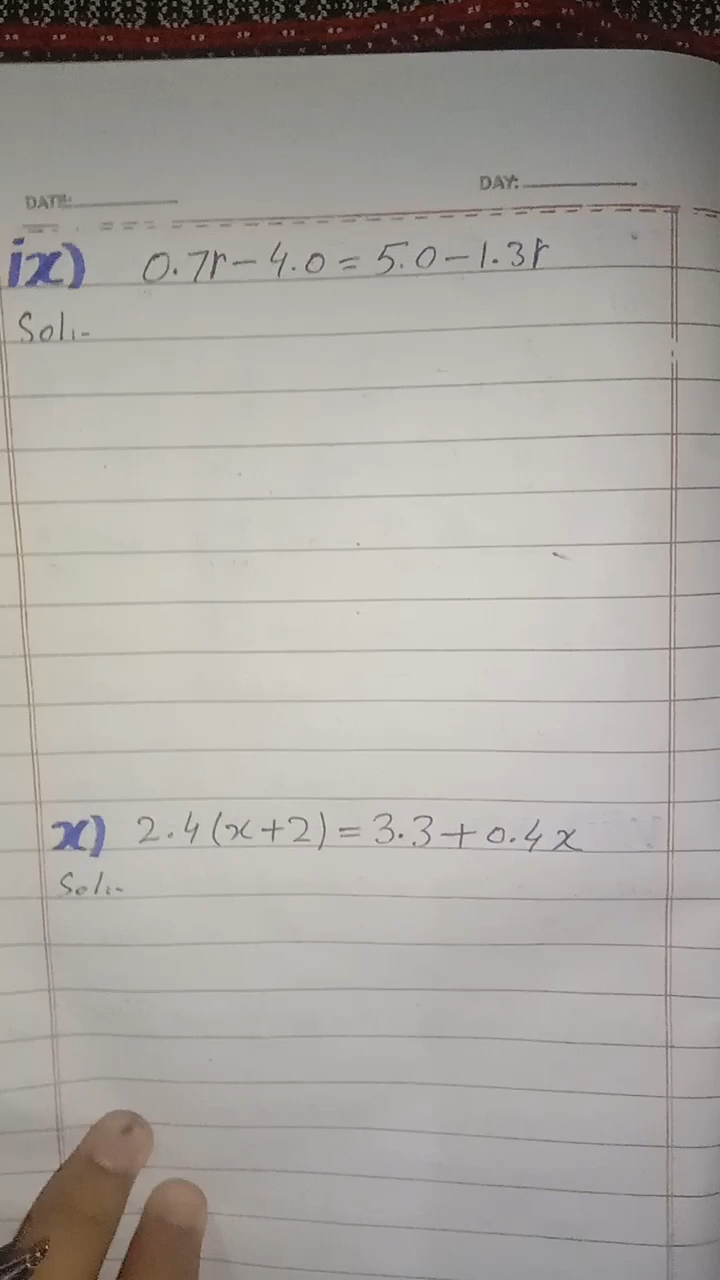 DATE:
DAY:
ix) 0.7r-4.0=5.0-1.3r
Sol:-
x) 2.4(x+2)=3.3+0.4x
Sol:-